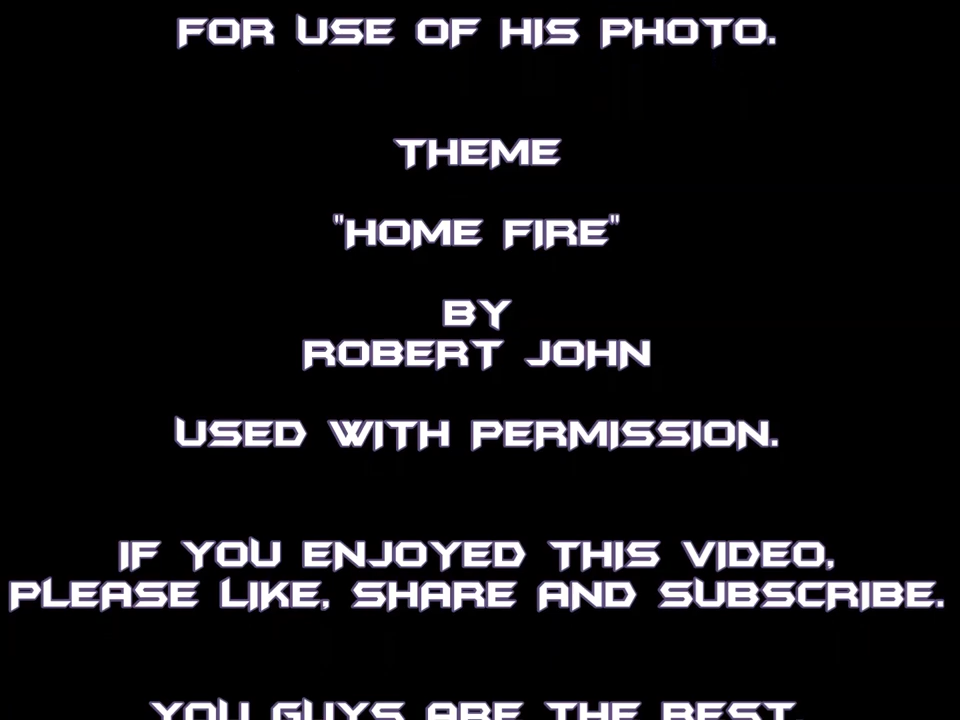 FOR USE OF HIS PHOTO.
THEME
"HOME FIRE"
BY
ROBERT JOHN
USED WITH PERMISSION.
IF YOU ENJOYED THIS VIDEO,
PLEASE LIKE, SHARE AND SUBSCRIBE.
YOU GUYS ARE THE BEST